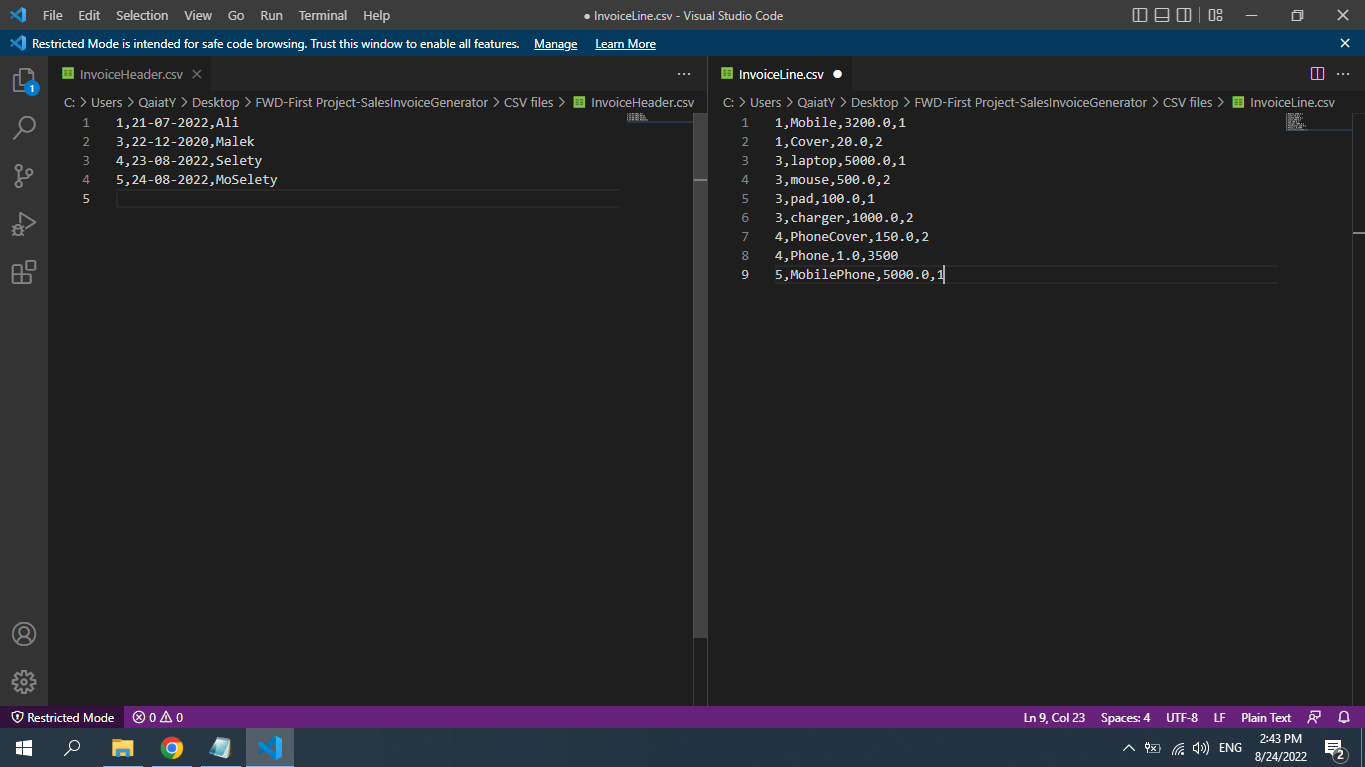 File Edit Selection View Go Run Terminal Help
● InvoiceLine.csv - Visual Studio Code
Restricted Mode is intended for safe code browsing. Trust this window to enable all features. Manage Learn More
1
InvoiceHeader.csv
C: > Users > QaiatY > Desktop > FWD-First Project-SalesInvoiceGenerator > CSV files > InvoiceHeader.csv
1 1,21-07-2022,Ali
2 3,22-12-2020,Malek
3 4,23-08-2022,Selety
4 5,24-08-2022,MoSelety
5
InvoiceLine.csv ●
C: > Users > QaiatY > Desktop > FWD-First Project-SalesInvoiceGenerator > CSV files > InvoiceLine.csv
1 1,Mobile,3200.0,1
2 1,Cover,20.0,2
3 3,laptop,5000.0,1
4 3,mouse,500.0,2
5 3,pad,100.0,1
6 3,charger,1000.0,2
7 4,PhoneCover,150.0,2
8 4,Phone,1.0,3500
9 5,MobilePhone,5000.0,1
Restricted Mode 0 0
Ln 9, Col 23 Spaces: 4 UTF-8 LF Plain Text
ENG
2:43 PM
8/24/2022
2